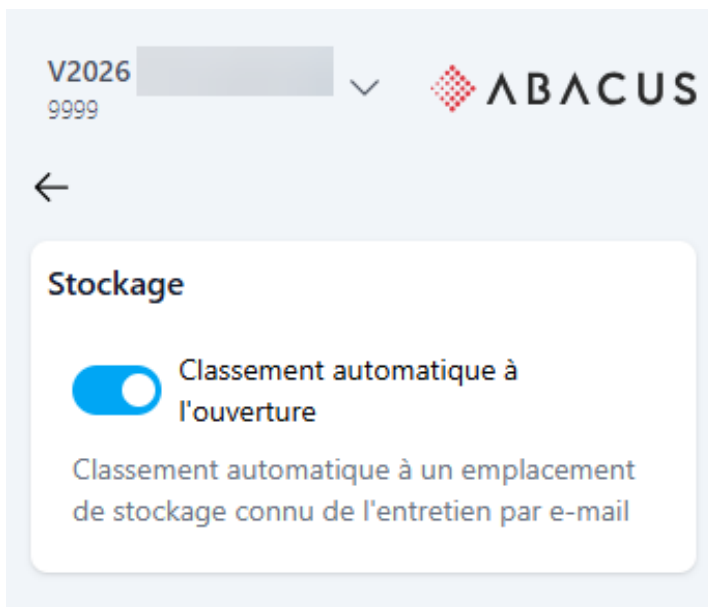 V2026
9999
ABACUS
Stockage
Classement automatique à
l'ouverture
Classement automatique à un emplacement
de stockage connu de l'entretien par e-mail